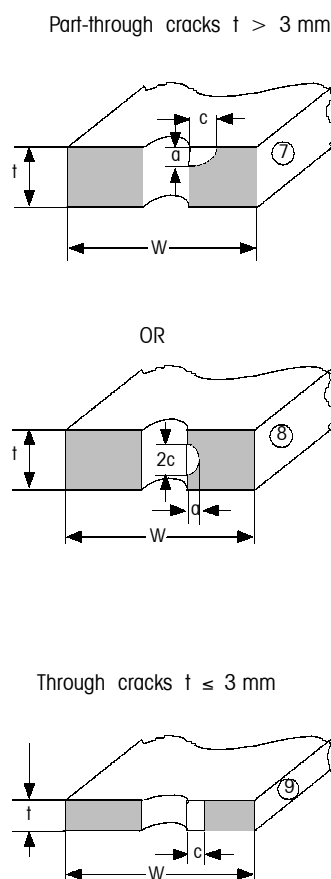 Part-through cracks t > 3 mm
c
a
t
7
W
OR
8
t
2c
a
W
Through cracks t ≤ 3 mm
9
t
c
W